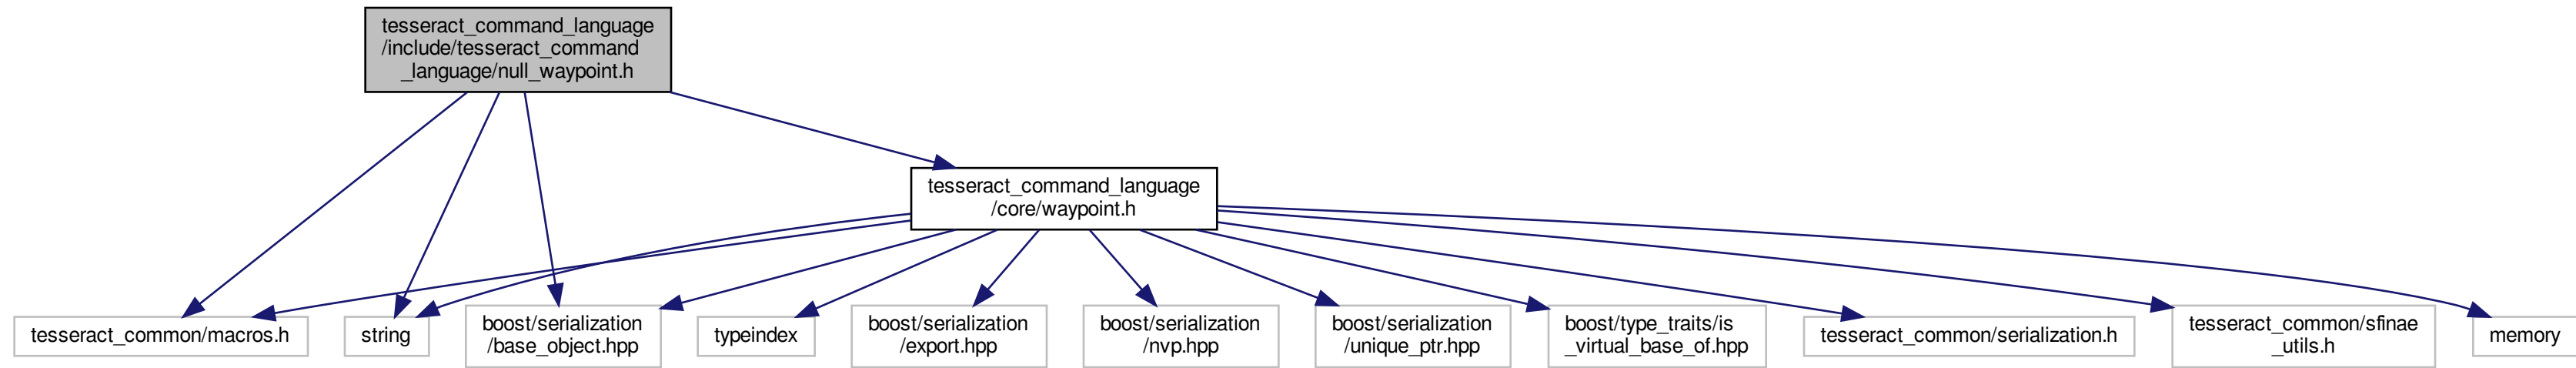 tesseract_command_language
/include/tesseract_command
_language/null_waypoint.h
tesseract_command_language
/core/waypoint.h
tesseract_common/macros.h
string
boost/serialization
/base_object.hpp
typeindex
boost/serialization
/export.hpp
boost/serialization
/nvp.hpp
boost/serialization
/unique_ptr.hpp
boost/type_traits/is
_virtual_base_of.hpp
tesseract_common/serialization.h
tesseract_common/sfinae
_utils.h
memory